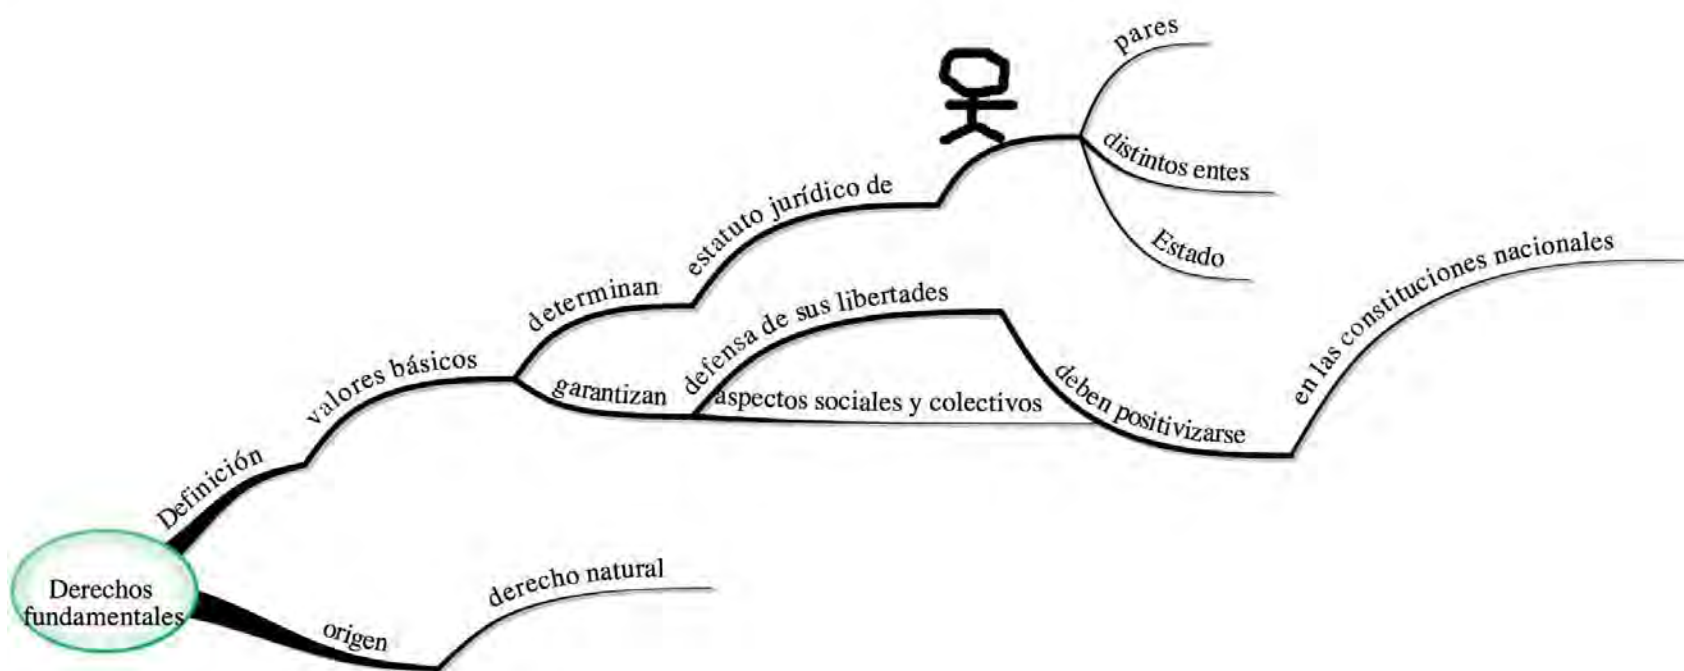 pares
distintos entes
Estado
estatuto jurídico de
determinan
en las constituciones nacionales
defensa de sus libertades
valores básicos
garantizan
aspectos sociales y colectivos
deben positivizarse
Definición
Derechos
fundamentales
origen
derecho natural